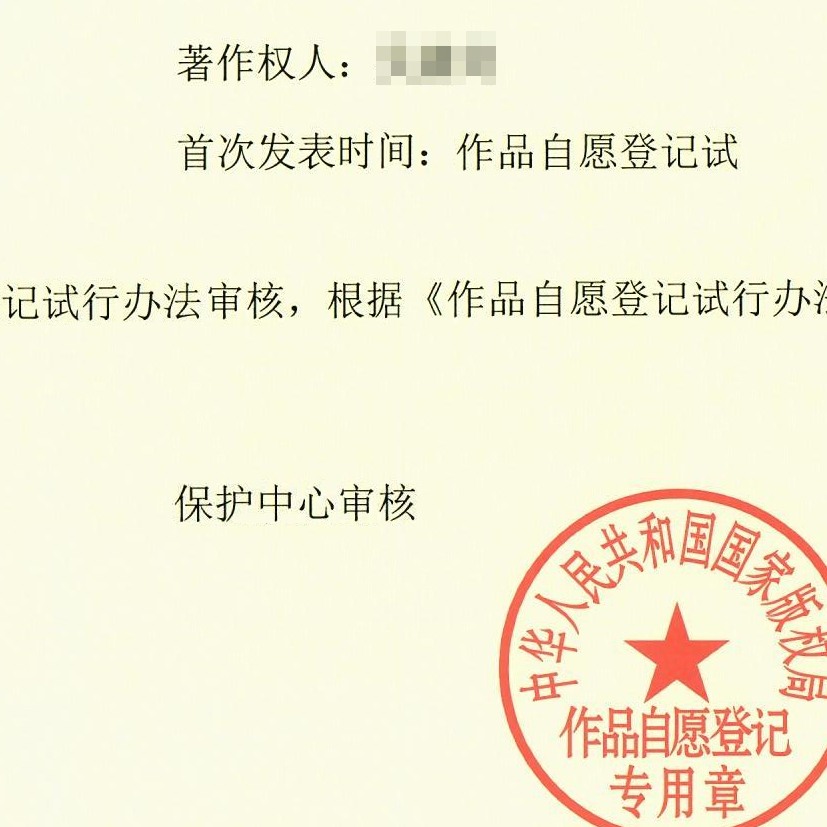 著作权人：
首次发表时间：作品自愿登记试
记试行办法审核，根据《作品自愿登记试行办法
保护中心审核
中华人民共和国国家版权局
作品自愿登记
专用章